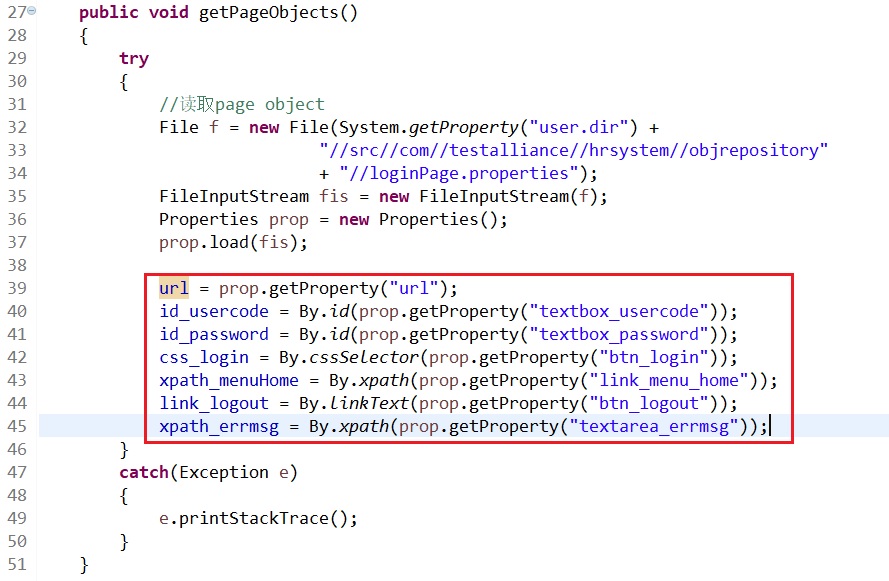 27 public void getPageObjects()
28 {
29 try
30 {
31 //读取page object
32 File f = new File(System.getProperty("user.dir") +
33 "//src//com//testalliance//hrsystem//objrepository"
34 + "//loginPage.properties");
35 FileInputStream fis = new FileInputStream(f);
36 Properties prop = new Properties();
37 prop.load(fis);
38
39 url = prop.getProperty("url");
40 id_usercode = By.id(prop.getProperty("textbox_usercode"));
41 id_password = By.id(prop.getProperty("textbox_password"));
42 css_login = By.cssSelector(prop.getProperty("btn_login"));
43 xpath_menuHome = By.xpath(prop.getProperty("link_menu_home"));
44 link_logout = By.linkText(prop.getProperty("btn_logout"));
45 xpath_errmsg = By.xpath(prop.getProperty("textarea_errmsg"));
46 }
47 catch(Exception e)
48 {
49 e.printStackTrace();
50 }
51 }